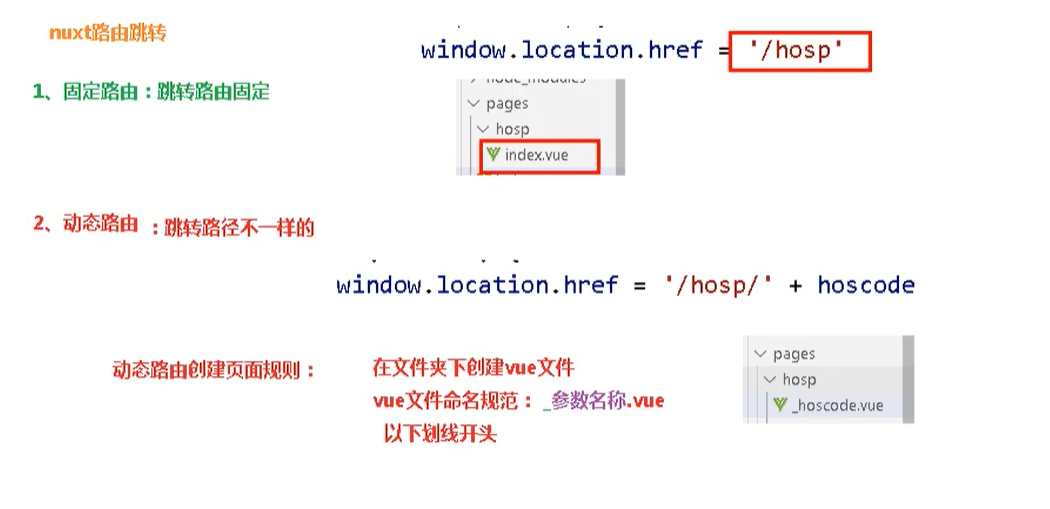 nuxt路由跳转
window.location.href = '/hosp'
1、固定路由：跳转路由固定
node_modules
pages
hosp
index.vue
2、动态路由：跳转路径不一样的
window.location.href = '/hosp/' + hoscode
动态路由创建页面规则：
在文件夹下创建vue文件
vue文件命名规范：_参数名称.vue
以下划线开头
pages
hosp
_hoscode.vue